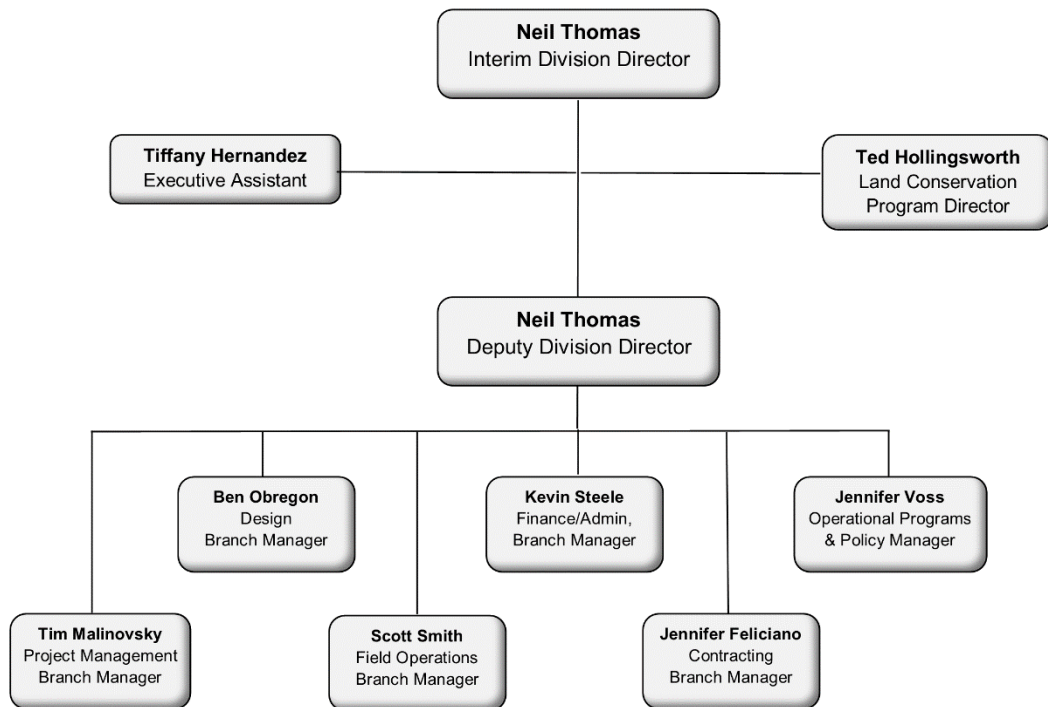 Neil Thomas
Interim Division Director
Tiffany Hernandez
Executive Assistant
Ted Hollingsworth
Land Conservation
Program Director
Neil Thomas
Deputy Division Director
Ben Obregon
Design
Branch Manager
Kevin Steele
Finance/Admin,
Branch Manager
Jennifer Voss
Operational Programs
& Policy Manager
Tim Malinovsky
Project Management
Branch Manager
Scott Smith
Field Operations
Branch Manager
Jennifer Feliciano
Contracting
Branch Manager